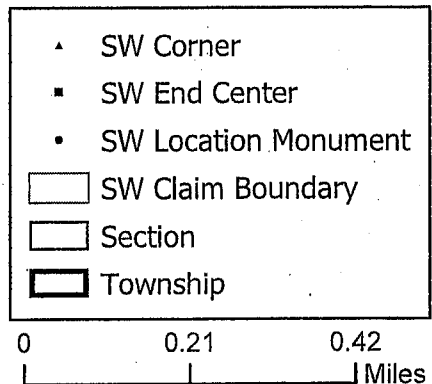 SW Corner
SW End Center
SW Location Monument
SW Claim Boundary
Section
Township
0 0.21 0.42
Miles